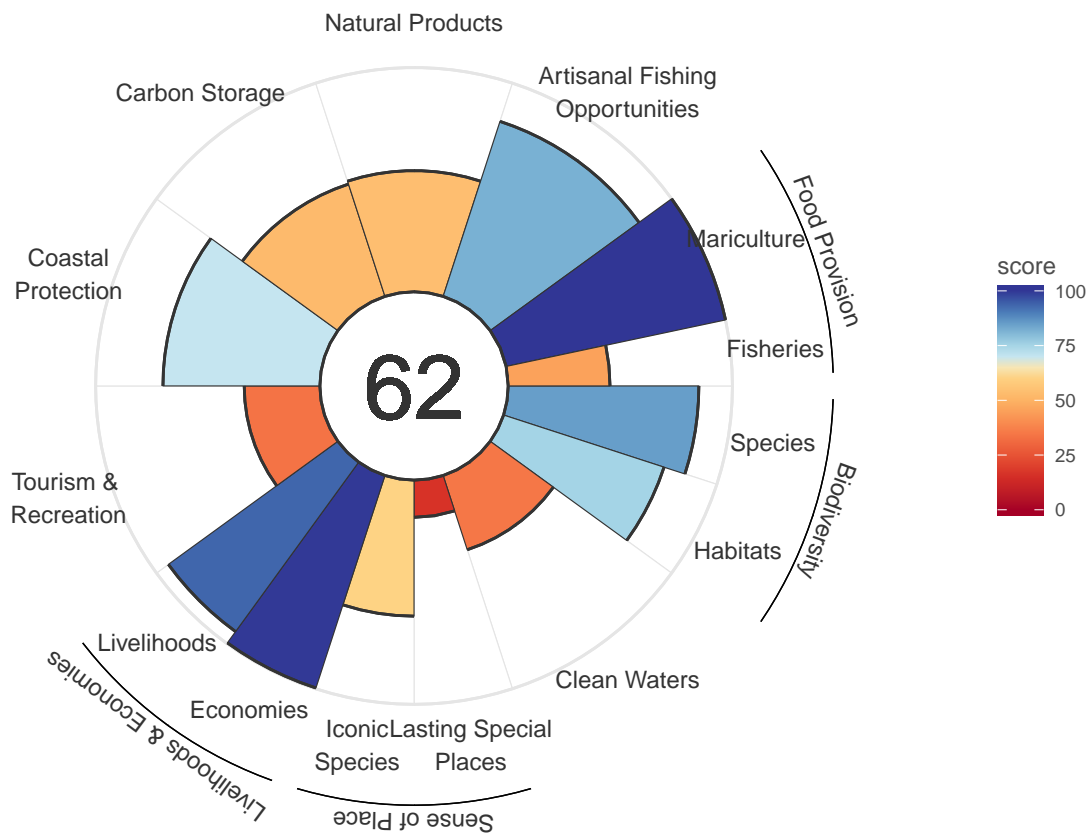 Natural Products
Carbon Storage
Artisanal Fishing
Opportunities
Food Provision
Mariculture
Coastal
Protection
Fisheries
62
Species
Biodiversity
Tourism &
Recreation
Habitats
Livelihoods
Clean Waters
Livelihoods & Economies
Economies
Iconic
Species
Lasting Special
Places
Sense of Place
score
100
75
50
25
0